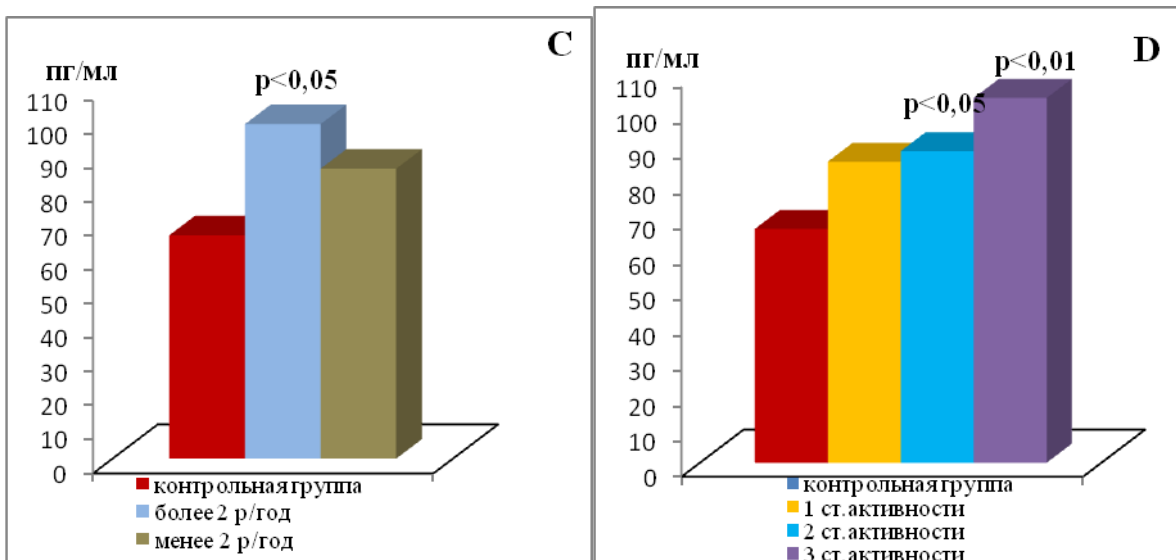 C
пг/мл
p<0,05
110
100
90
80
70
60
50
40
30
20
10
0
контрольная группа
более 2 р/год
менее 2 р/год
D
пг/мл
p<0,01
p<0,05
110
100
90
80
70
60
50
40
30
20
10
0
контрольная группа
1 ст.активности
2 ст.активности
3 ст.активности